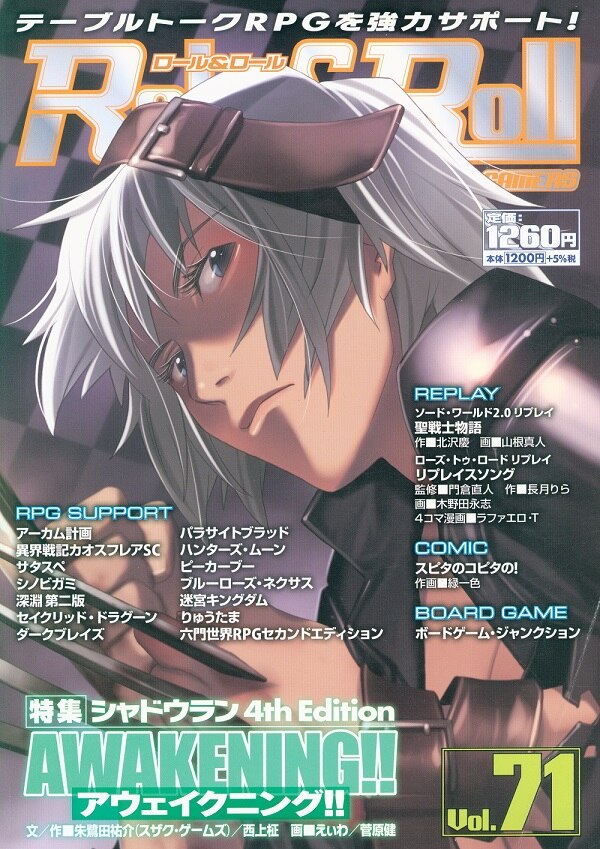 テーブルトークRPGを強力サポート!
ロール&ロール
Role&Roll
GAMERS
定価:
1260円
本体1200円+5%税
REPLAY
ソード・ワールド2.0 リプレイ
聖戦士物語
作■北沢慶 画■山根真人
ローズ・トゥ・ロード リプレイ
リプレイスソング
監修■門倉直人 作■長月りら
画■木野田永志
4コマ漫画■ラファエロ・T
COMIC
スピタのコピタの!
作画■緑一色
BOARD GAME
ボードゲーム・ジャンクション
RPG SUPPORT
アーカム計画
異界戦記カオスフレアSC
サタスペ
シノビガミ
深淵 第二版
セイクリッド・ドラグーン
ダークブレイズ
パラサイトブラッド
ハンターズ・ムーン
ピーカーブー
ブルーローズ・ネクサス
迷宮キングダム
りゅうたま
六門世界RPGセカンドエディション
特集 シャドウラン 4th Edition
AWAKENING!!
アウェイクニング!!
文/作■朱鷺田祐介(スザク・ゲームズ)/西上柾 画■えぃわ/菅原健
Vol.71